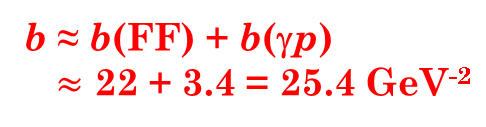 b ≈ b(FF) + b(γp)
≈ 22 + 3.4 = 25.4 GeV⁻²